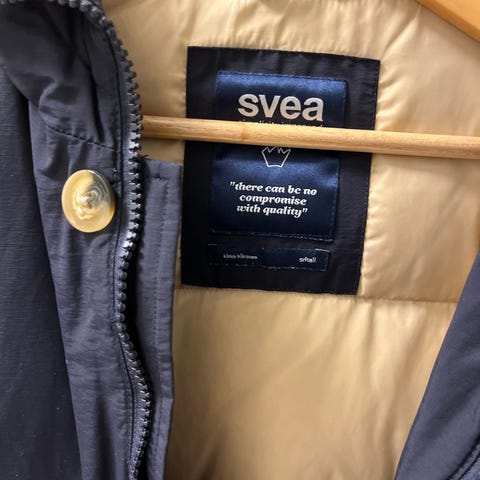 svea
"there can be no
compromise
with quality"
small